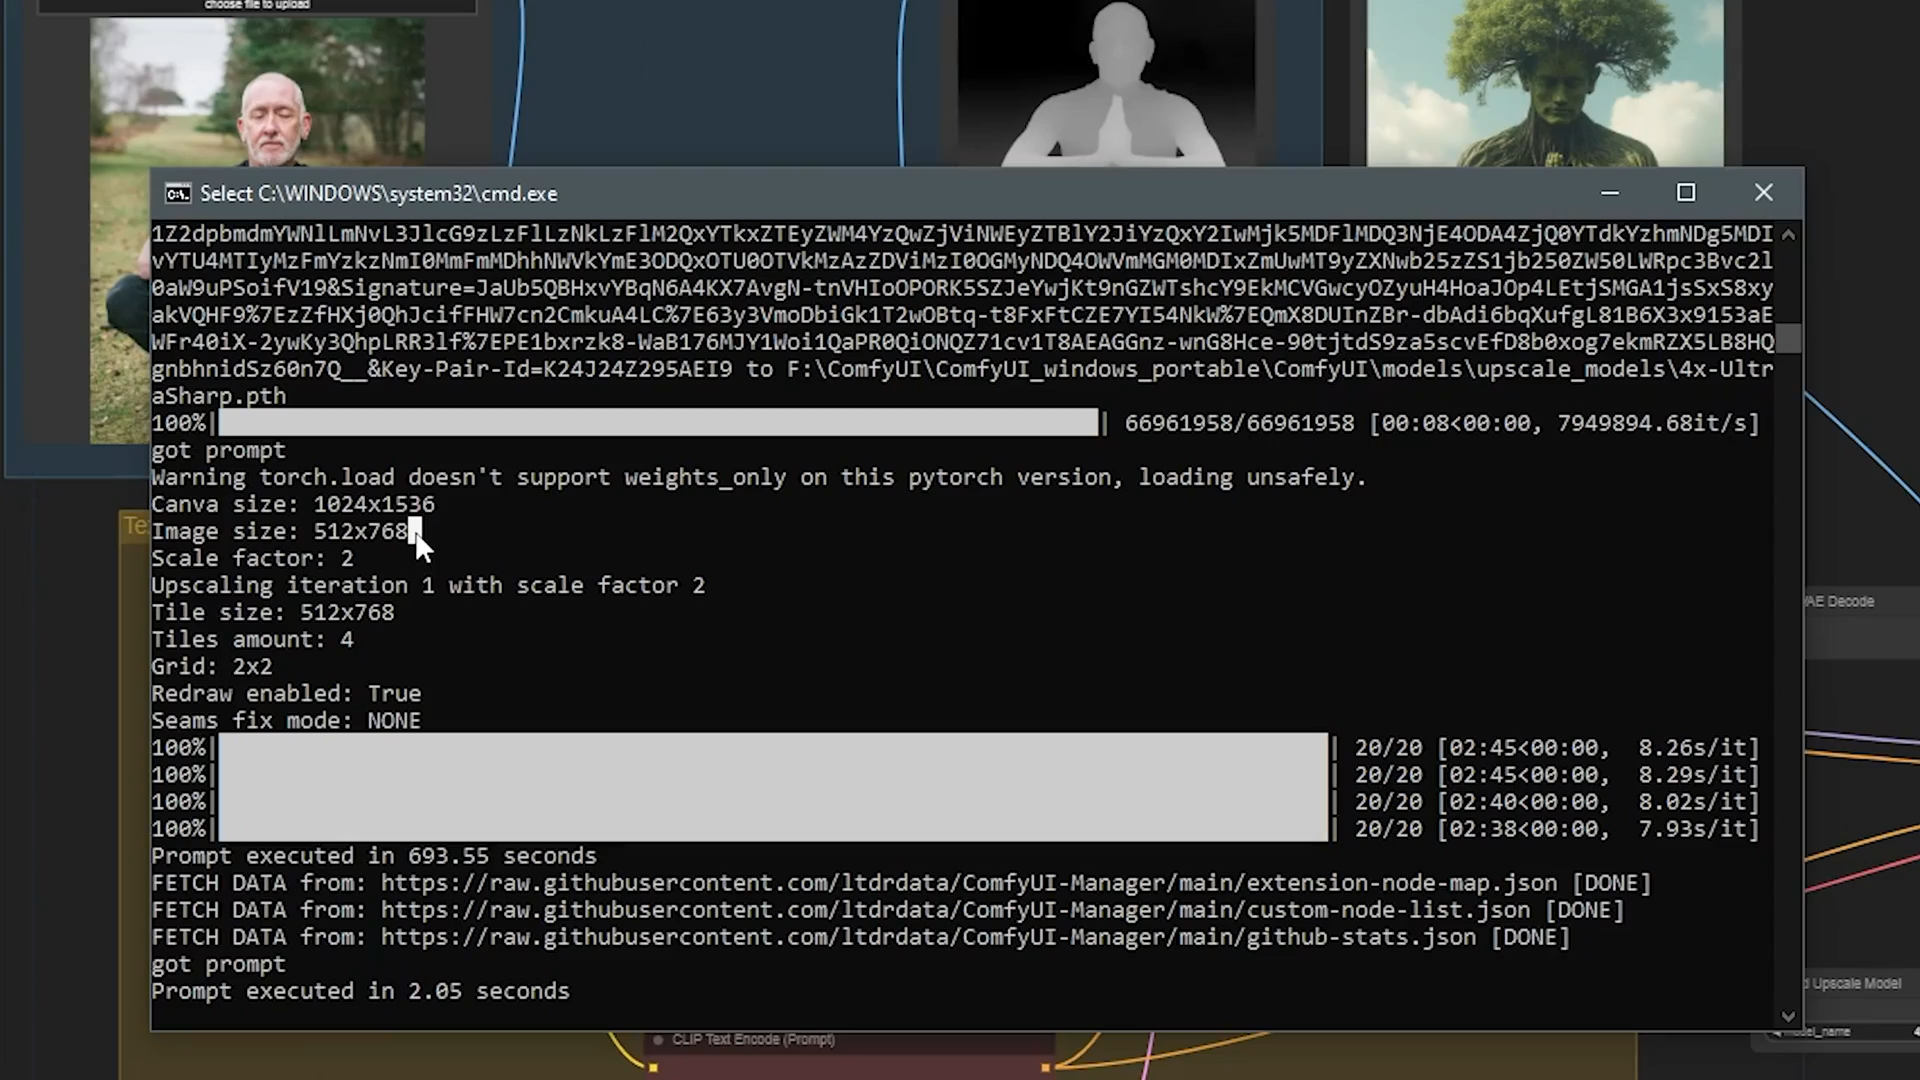 choose file to upload
Select C:\WINDOWS\system32\cmd.exe
1Z2dpbmdmYWNlLmNvL3JlcG9zLzFlLzNkLzFlM2QxYTkxZTEyZWM4YzQwZjViNWEyZTBlY2JiYzQxY2IwMjk5MDFlMDQ3NjE4ODA4ZjQ0YTdkYzhmNDg5MDI
vYTU4MTIyMzFmYzkzNmI0MmFmMDhhNWVkYmE3ODQxOTU0OTVkMzAzZDViMzI0OGMyNDQ4OWVmMGM0MDIxZmUwMT9yZXNwb25zZS1jb250ZW50LWRpc3Bvc2l
0aW9uPSoifV19&Signature=JaUb5QBHxvYBqN6A4KX7AvgN-tnVHIoOPORK5SZJeYwjKt9nGZWTshcY9EkMCVGwcyOZyuH4HoaJOp4LEtjSMGA1jsSxS8xy
akVQHF9%7EzZfHXj0QhJcifFHW7cn2CmkuA4LC%7E63y3VmoDbiGk1T2wOBtq-t8FxFtCZE7YI54NkW%7EQmX8DUInZBr-dbAdi6bqXufgL81B6X3x9153aE
WFr40iX-2ywKy3QhpLRR3lf%7EPE1bxrzk8-WaB176MJY1Woi1QaPR0QiONQZ71cv1T8AEAGGnz-wnG8Hce-90tjtdS9za5scvEfD8b0xog7ekmRZX5LB8HQ
gnbhnidSz60n7Q__&Key-Pair-Id=K24J24Z295AEI9 to F:\ComfyUI\ComfyUI_windows_portable\ComfyUI\models\upscale_models\4x-Ultr
aSharp.pth
100%| | 66961958/66961958 [00:08<00:00, 7949894.68it/s]
got prompt
Warning torch.load doesn't support weights_only on this pytorch version, loading unsafely.
Canva size: 1024x1536
Image size: 512x768
Scale factor: 2
Upscaling iteration 1 with scale factor 2
Tile size: 512x768
Tiles amount: 4
Grid: 2x2
Redraw enabled: True
Seams fix mode: NONE
100%| | 20/20 [02:45<00:00, 8.26s/it]
100%| | 20/20 [02:45<00:00, 8.29s/it]
100%| | 20/20 [02:40<00:00, 8.02s/it]
100%| | 20/20 [02:38<00:00, 7.93s/it]
Prompt executed in 693.55 seconds
FETCH DATA from: https://raw.githubusercontent.com/ltdrdata/ComfyUI-Manager/main/extension-node-map.json [DONE]
FETCH DATA from: https://raw.githubusercontent.com/ltdrdata/ComfyUI-Manager/main/custom-node-list.json [DONE]
FETCH DATA from: https://raw.githubusercontent.com/ltdrdata/ComfyUI-Manager/main/github-stats.json [DONE]
got prompt
Prompt executed in 2.05 seconds
Decode
Upscale Model
CLIP Text Encode (Prompt)